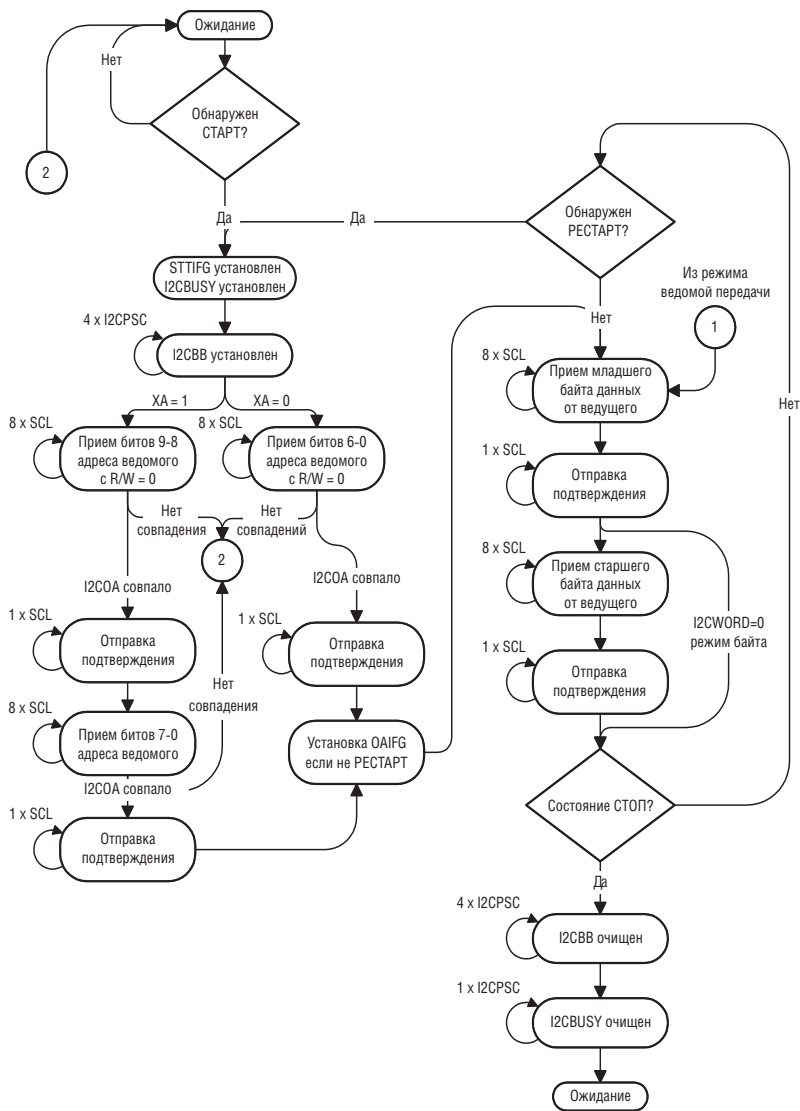 Ожидание
Нет
Обнаружен
СТАРТ?
2
Да
Да
Обнаружен
РЕСТАРТ?
STTIFG установлен
I2CBUSY установлен
Из режима
ведомой передачи
1
Нет
4 x I2CPSC
I2CBB установлен
8 x SCL
Прием младшего
байта данных
от ведущего
Нет
XA = 1
XA = 0
8 x SCL
Прием битов 9-8
адреса ведомого
с R/W = 0
8 x SCL
Прием битов 6-0
адреса ведомого
с R/W = 0
1 x SCL
Отправка
подтверждения
Нет
совпадения
Нет
совпадений
2
8 x SCL
Прием старшего
байта данных
от ведущего
I2COA совпало
I2COA совпало
I2CWORD=0
режим байта
1 x SCL
Отправка
подтверждения
1 x SCL
Отправка
подтверждения
1 x SCL
Отправка
подтверждения
Нет
совпадения
8 x SCL
Прием битов 7-0
адреса ведомого
Установка OAIFG
если не РЕСТАРТ
I2COA совпало
Состояние СТОП?
1 x SCL
Отправка
подтверждения
Да
4 x I2CPSC
I2CBB очищен
1 x I2CPSC
I2CBUSY очищен
Ожидание